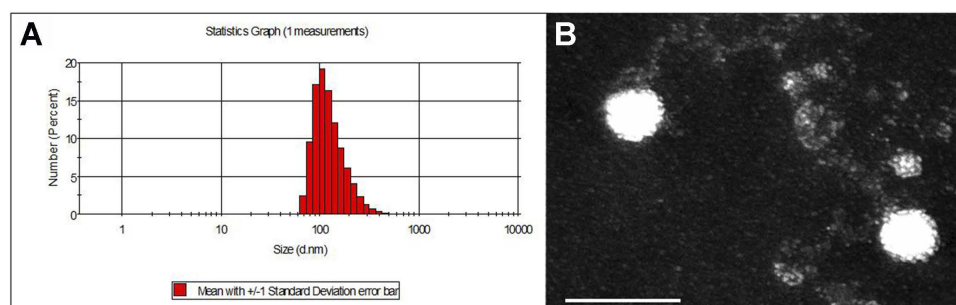 A
Statistics Graph (1 measurements)
Number (Percent)
20
15
10
5
0
1
10
100
1000
10000
Size (d.nm)
Mean with +/-1 Standard Deviation error bar
B